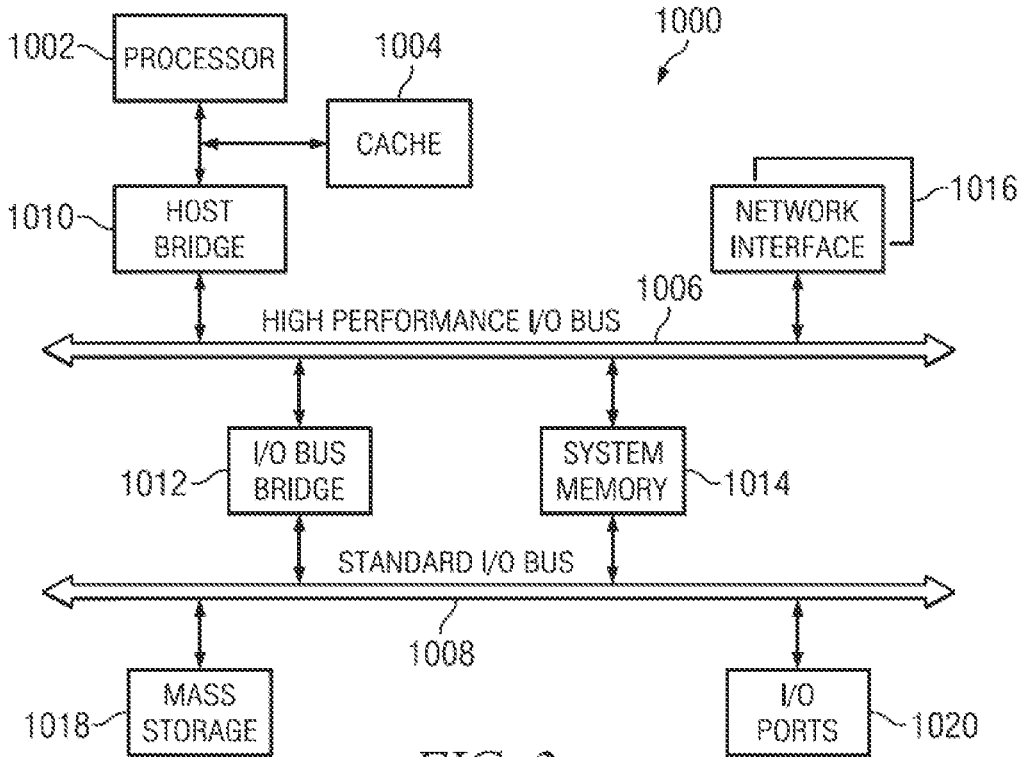 1000
1002
PROCESSOR
1004
CACHE
1010
HOST
BRIDGE
NETWORK
INTERFACE
1016
HIGH PERFORMANCE I/O BUS
1006
1012
I/O BUS
BRIDGE
SYSTEM
MEMORY
1014
STANDARD I/O BUS
1008
1018
MASS
STORAGE
I/O
PORTS
1020